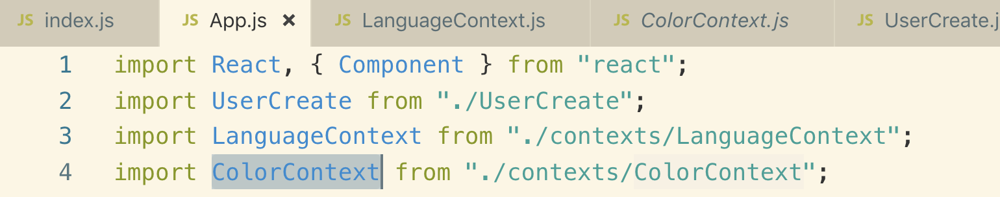 JS index.js JS App.js × JS LanguageContext.js JS ColorContext.js JS UserCreate.j
1 import React, { Component } from "react";
2 import UserCreate from "./UserCreate";
3 import LanguageContext from "./contexts/LanguageContext";
4 import ColorContext from "./contexts/ColorContext";